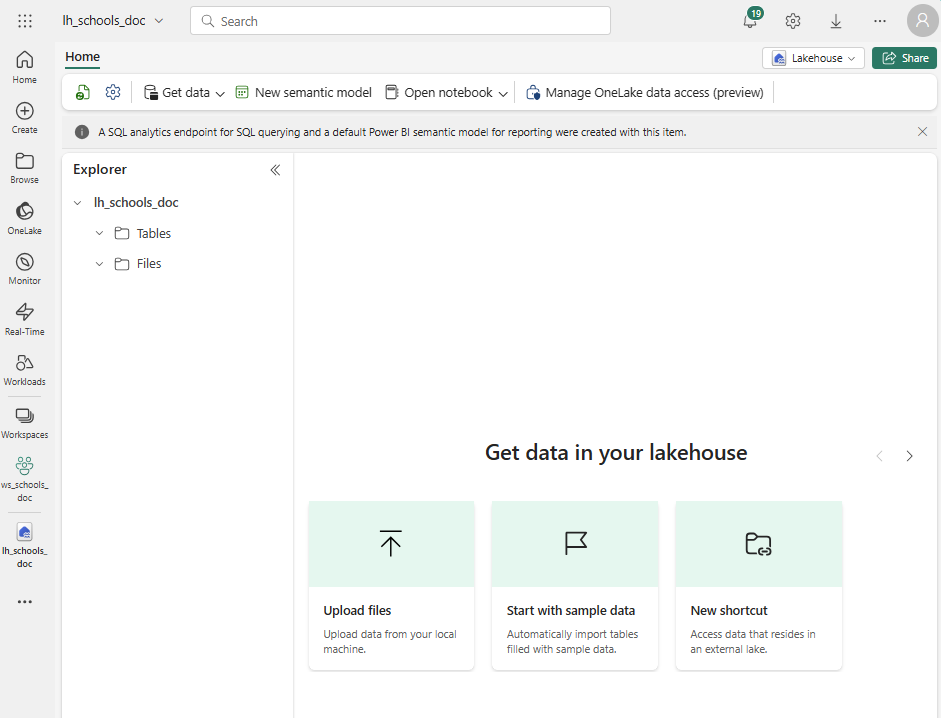 lh_schools_doc
Search
19
Home
Lakehouse
Share
Get data
New semantic model
Open notebook
Manage OneLake data access (preview)
A SQL analytics endpoint for SQL querying and a default Power BI semantic model for reporting were created with this item.
Home
Create
Browse
OneLake
Monitor
Real-Time
Workloads
Workspaces
ws_schools_
doc
lh_schools_
doc
Explorer
lh_schools_doc
Tables
Files
Get data in your lakehouse
Upload files
Upload data from your local
machine.
Start with sample data
Automatically import tables
filled with sample data.
New shortcut
Access data that resides in
an external lake.